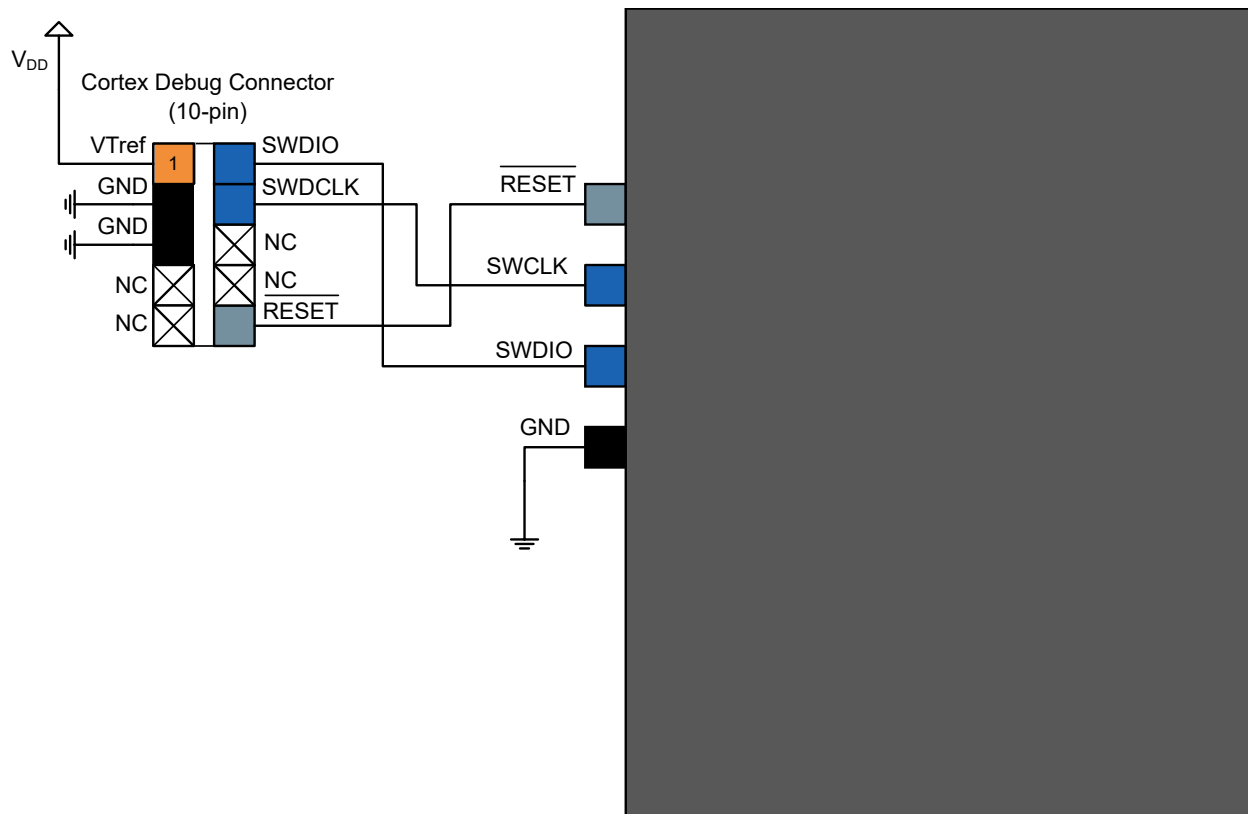 V_DD
Cortex Debug Connector
(10-pin)
VTref
1
SWDIO
GND
SWDCLK
GND
NC
NC
NC
NC
RESET
RESET
SWCLK
SWDIO
GND